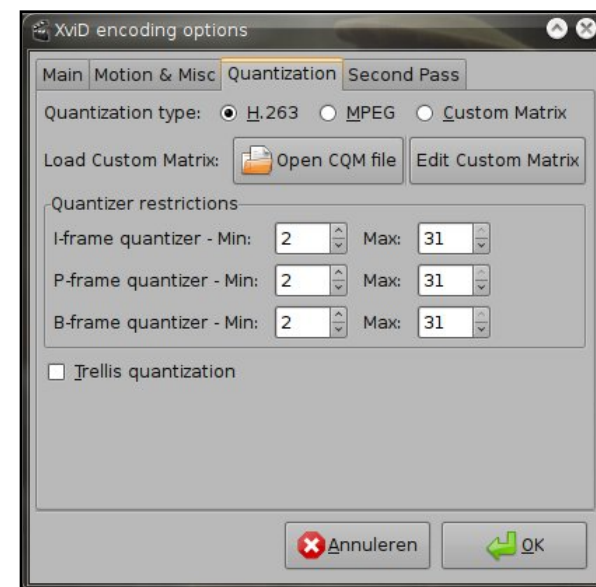 XviD encoding options
Main Motion & Misc Quantization Second Pass
Quantization type: H.263 MPEG Custom Matrix
Load Custom Matrix: Open CQM file Edit Custom Matrix
Quantizer restrictions
I-frame quantizer - Min: 2 Max: 31
P-frame quantizer - Min: 2 Max: 31
B-frame quantizer - Min: 2 Max: 31
Trellis quantization
Annuleren OK